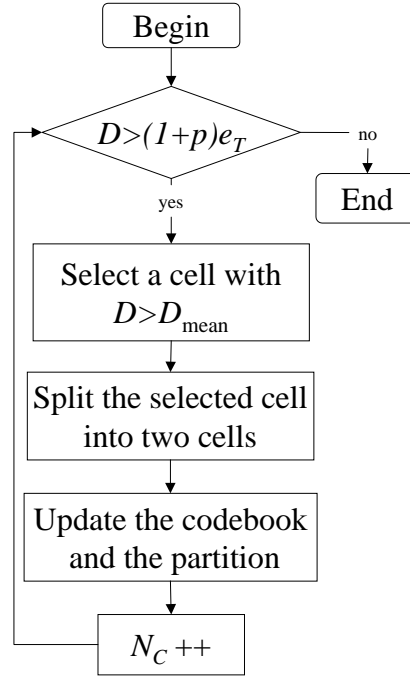 Begin
D>(1+p)e_T
no
End
yes
Select a cell with
D>D_mean
Split the selected cell
into two cells
Update the codebook
and the partition
N_C ++